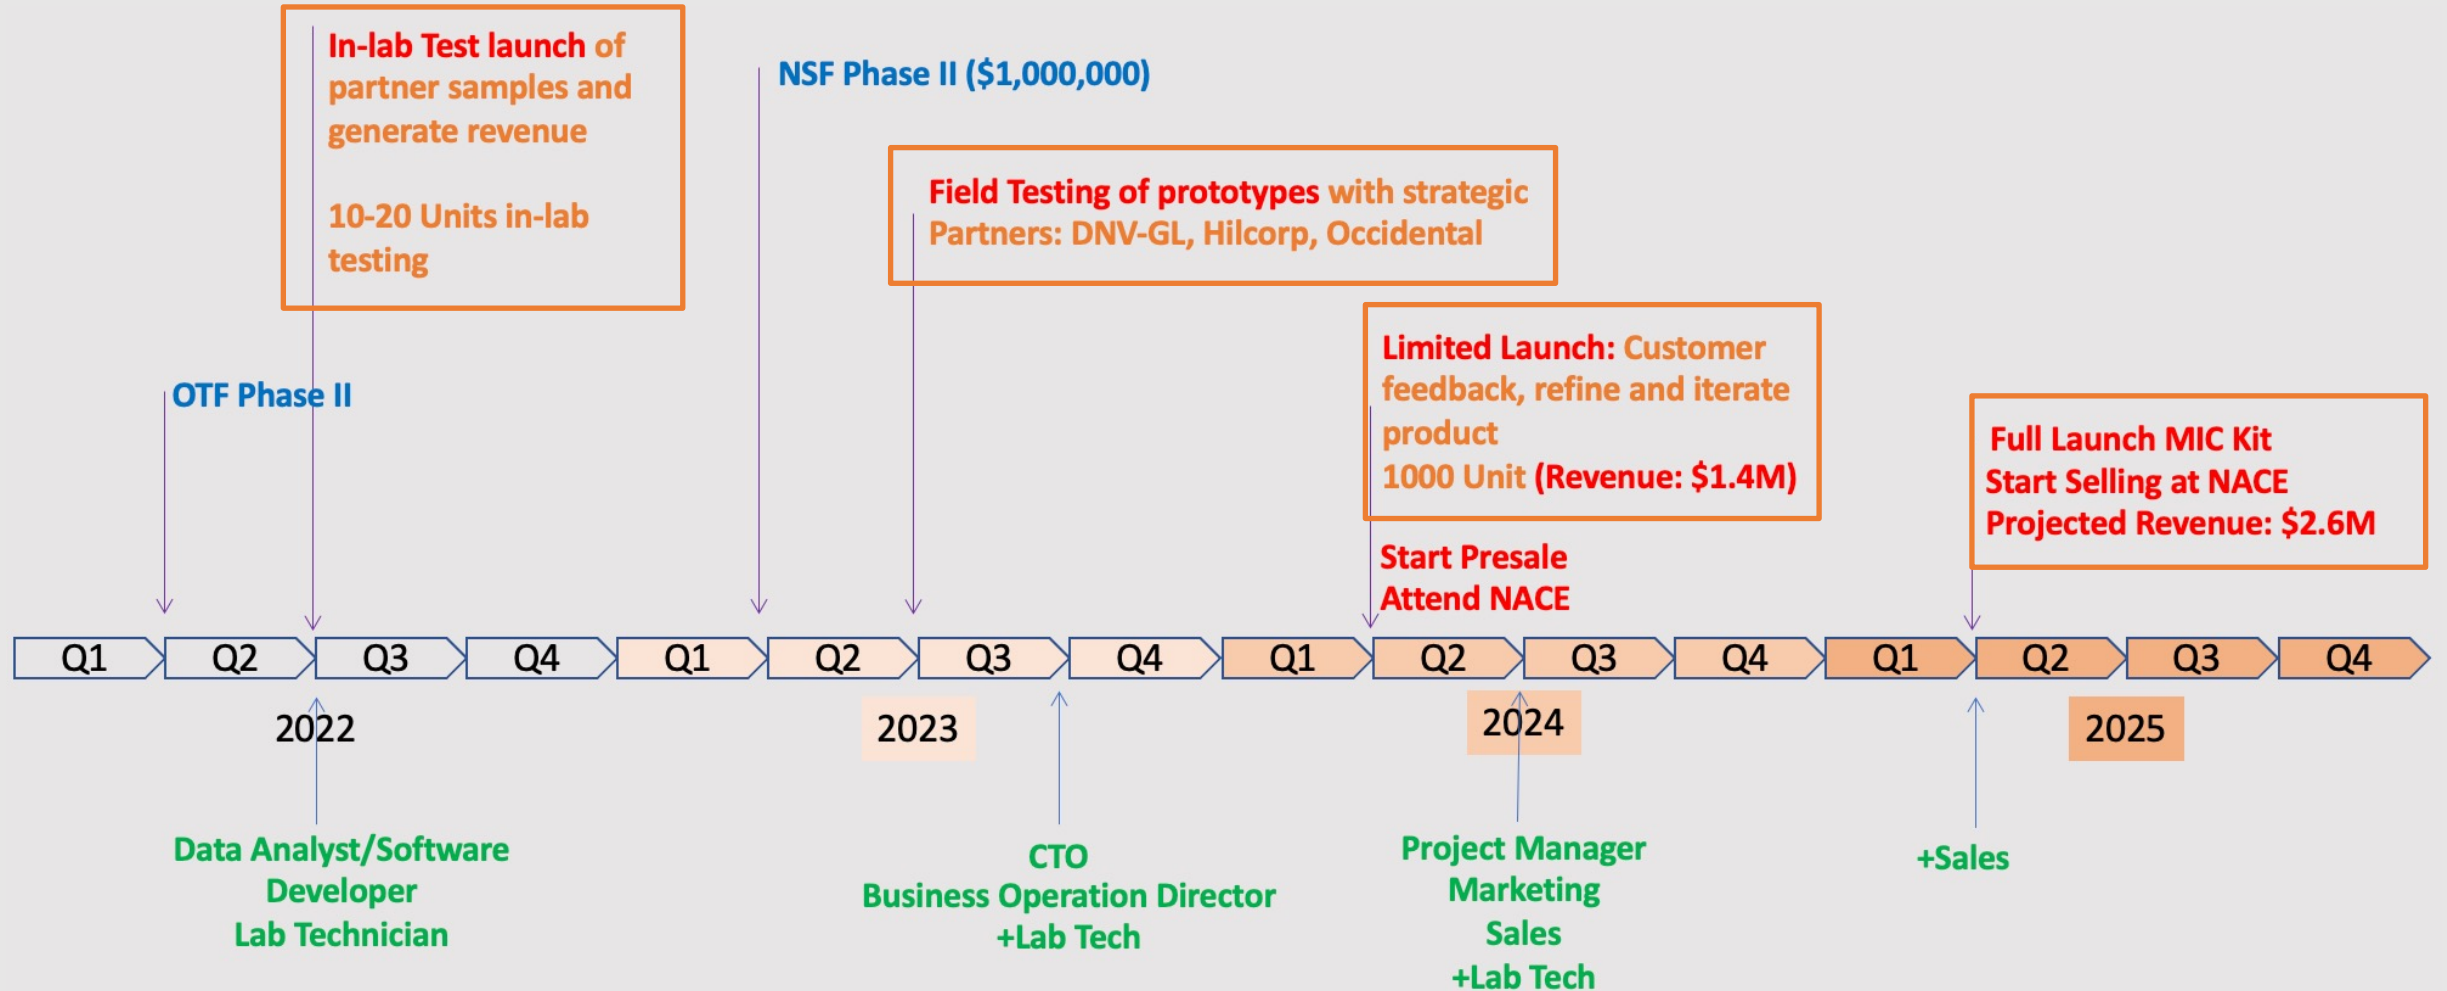 In-lab Test launch of
partner samples and
generate revenue
10-20 Units in-lab
testing
NSF Phase II ($1,000,000)
Field Testing of prototypes with strategic
Partners: DNV-GL, Hilcorp, Occidental
OTF Phase II
Limited Launch: Customer
feedback, refine and iterate
product
1000 Unit (Revenue: $1.4M)
Start Presale
Attend NACE
Full Launch MIC Kit
Start Selling at NACE
Projected Revenue: $2.6M
Q1 Q2 Q3 Q4 Q1 Q2 Q3 Q4 Q1 Q2 Q3 Q4 Q1 Q2 Q3 Q4
2022 2023 2024 2025
Data Analyst/Software
Developer
Lab Technician
CTO
Business Operation Director
+Lab Tech
Project Manager
Marketing
Sales
+Lab Tech
+Sales